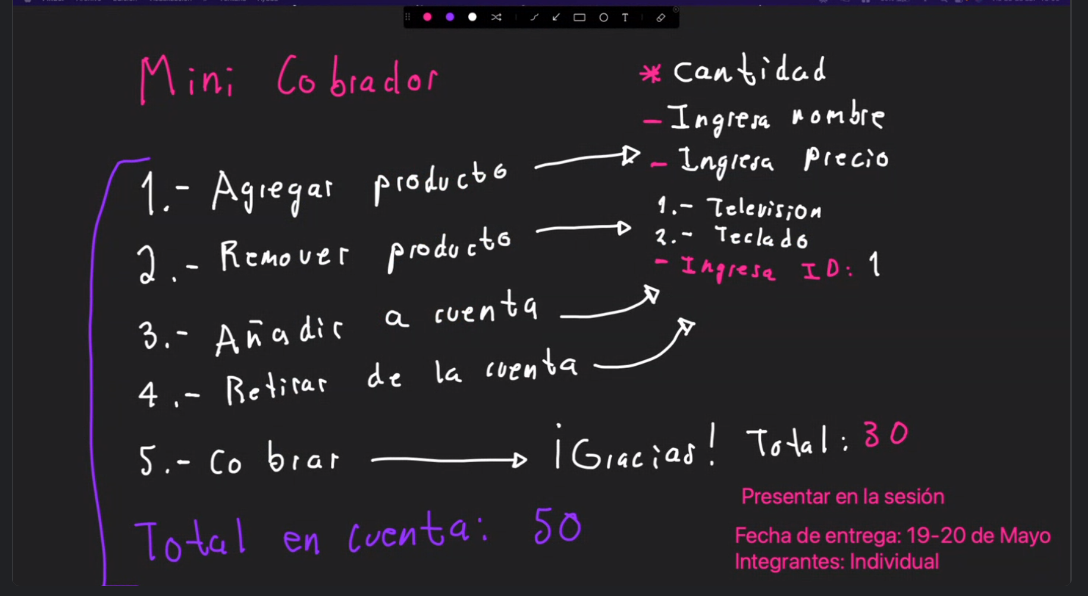 Mini Cobrador
* Cantidad
- Ingresa nombre
- Ingresa precio
1.- Agregar producto
1.- Television
2.- Teclado
- Ingresa ID: 1
2.- Remover producto
3.- Añadir a cuenta
4.- Retirar de la cuenta
5.- Cobrar
¡Gracias! Total: 30
Total en cuenta: 50
Presentar en la sesión
Fecha de entrega: 19-20 de Mayo
Integrantes: Individual